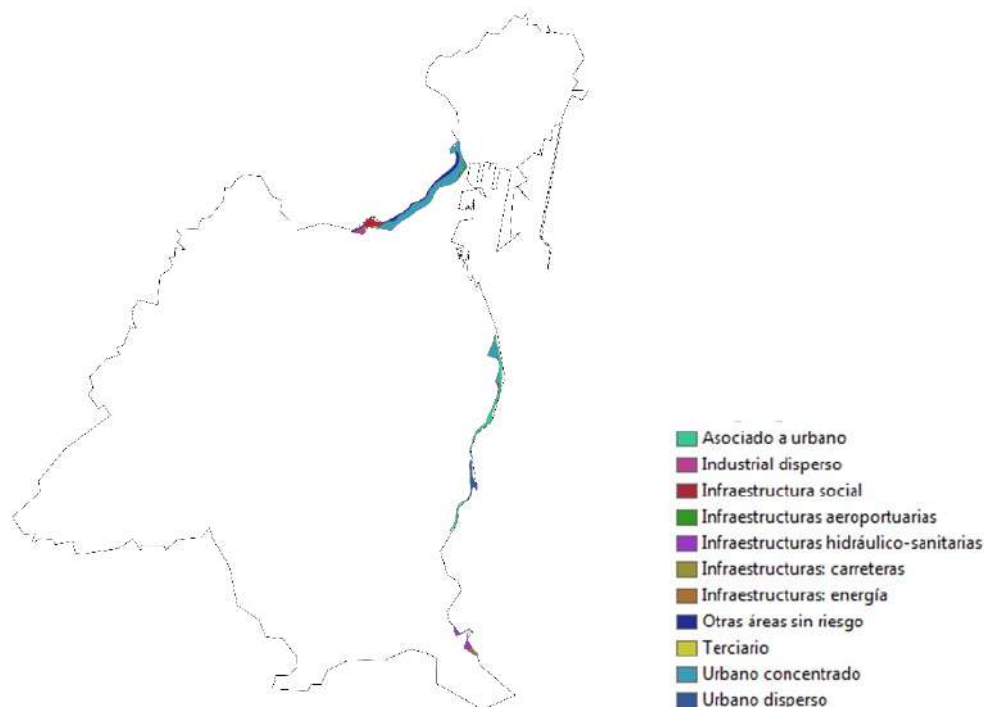 Asociado a urbano
Industrial disperso
Infraestructura social
Infraestructuras aeroportuarias
Infraestructuras hidráulico-sanitarias
Infraestructuras: carreteras
Infraestructuras: energía
Otras áreas sin riesgo
Terciario
Urbano concentrado
Urbano disperso